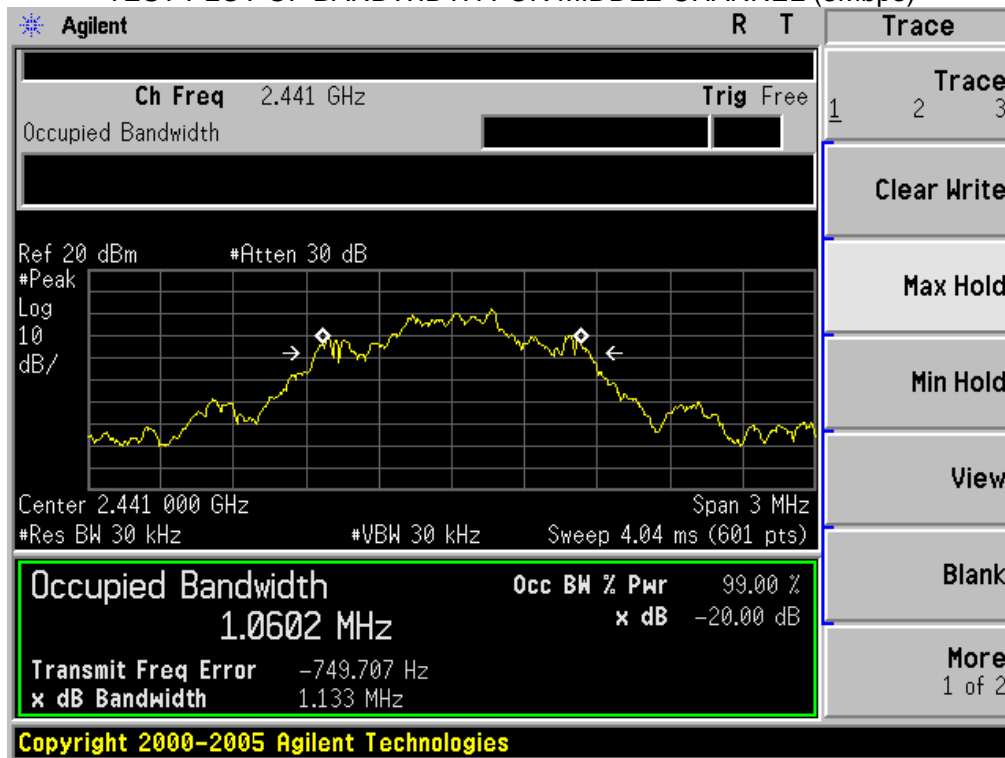 Agilent R T Trace
Ch Freq 2.441 GHz Trig Free
Occupied Bandwidth
Trace
1 2 3
Clear Write
Max Hold
Min Hold
View
Blank
More
1 of 2
Ref 20 dBm #Atten 30 dB
#Peak
Log
10
dB/
Center 2.441 000 GHz Span 3 MHz
#Res BW 30 kHz #VBW 30 kHz Sweep 4.04 ms (601 pts)
Occupied Bandwidth Occ BW % Pwr 99.00 %
1.0602 MHz x dB -20.00 dB
Transmit Freq Error -749.707 Hz
x dB Bandwidth 1.133 MHz
Copyright 2000-2005 Agilent Technologies